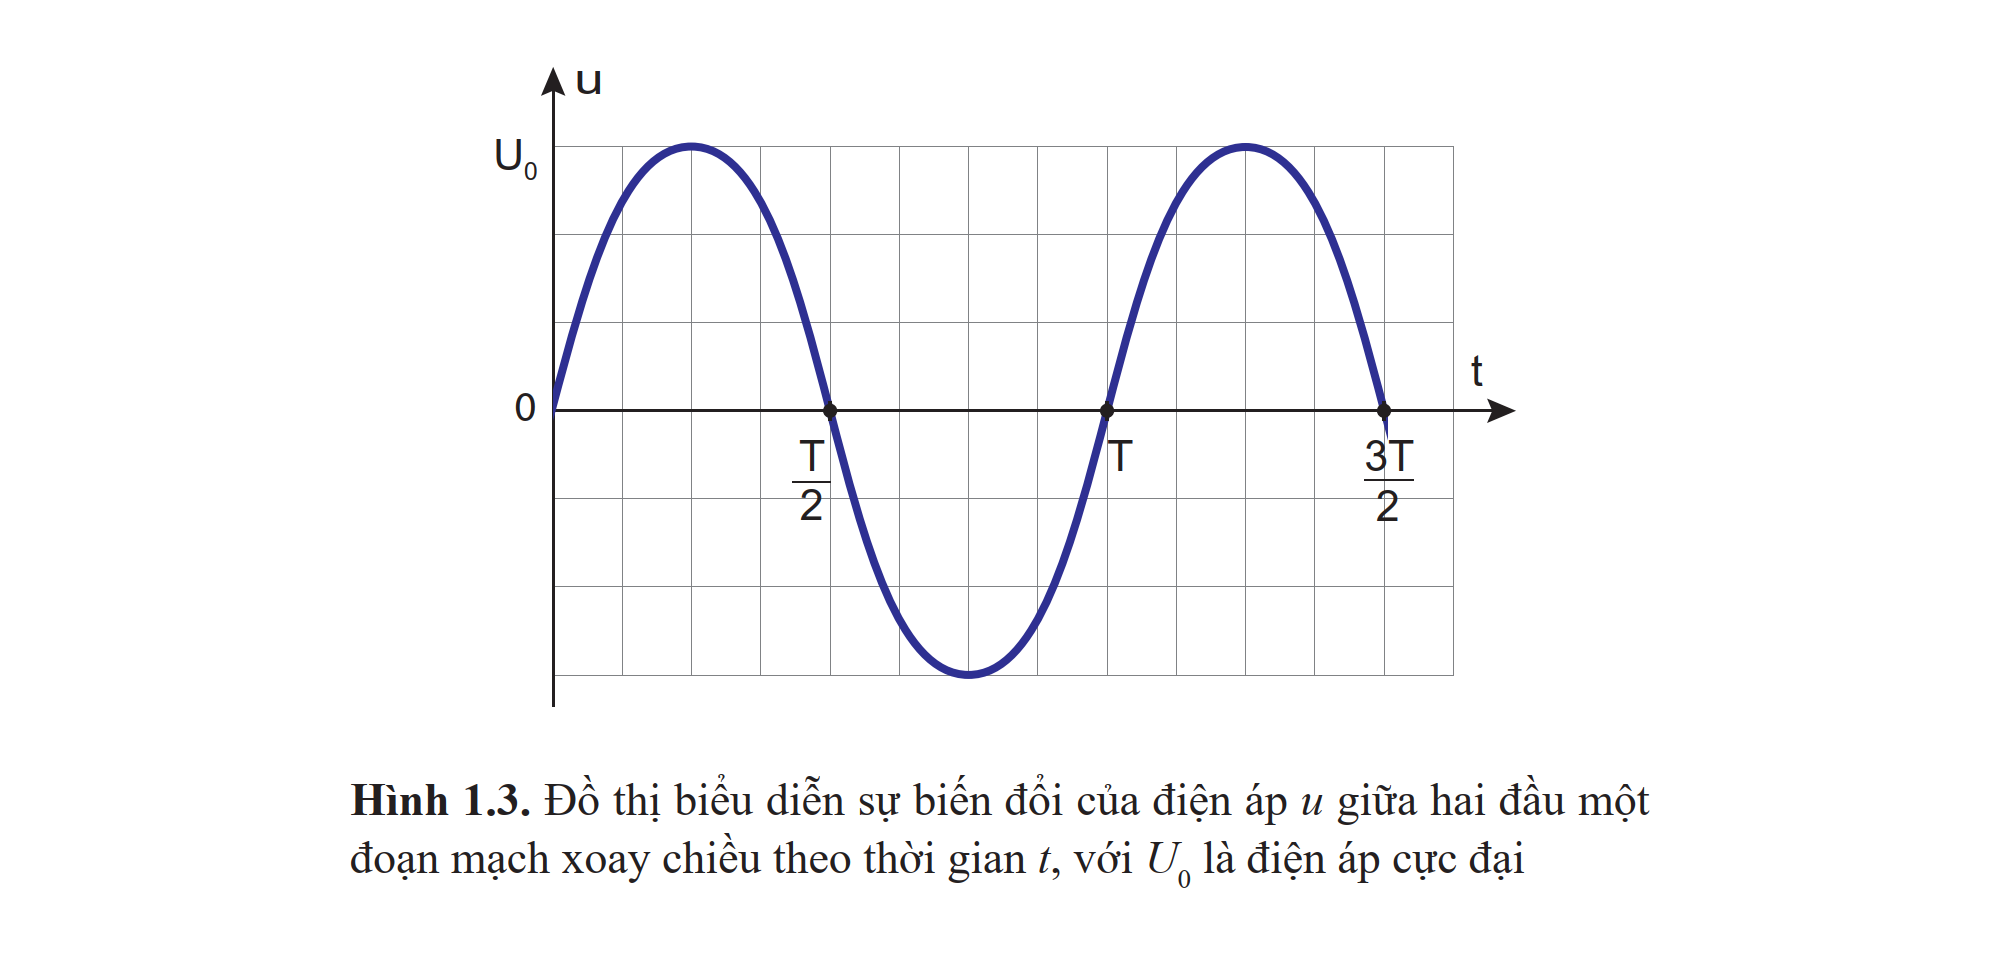 u
U₀
t
0
T/2
T
3T/2
Hình 1.3. Đồ thị biểu diễn sự biến đổi của điện áp u giữa hai đầu một
đoạn mạch xoay chiều theo thời gian t, với U₀ là điện áp cực đại